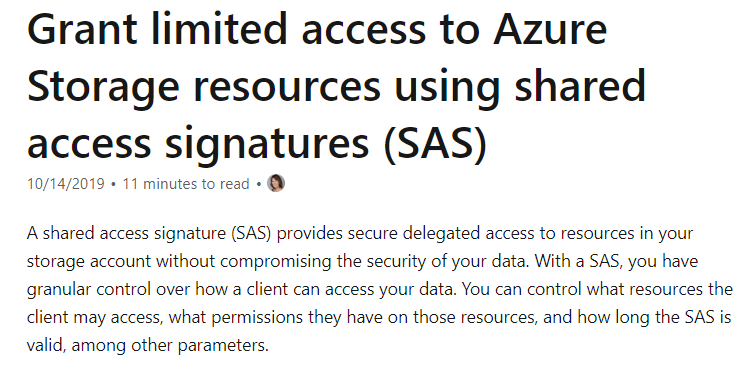 Grant limited access to Azure
Storage resources using shared
access signatures (SAS)
10/14/2019 • 11 minutes to read •
A shared access signature (SAS) provides secure delegated access to resources in your
storage account without compromising the security of your data. With a SAS, you have
granular control over how a client can access your data. You can control what resources the
client may access, what permissions they have on those resources, and how long the SAS is
valid, among other parameters.